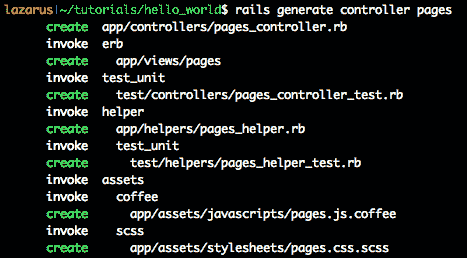 lazarus|~/tutorials/hello_world$ rails generate controller pages
create app/controllers/pages_controller.rb
invoke erb
create app/views/pages
invoke test_unit
create test/controllers/pages_controller_test.rb
invoke helper
create app/helpers/pages_helper.rb
invoke test_unit
create test/helpers/pages_helper_test.rb
invoke assets
invoke coffee
create app/assets/javascripts/pages.js.coffee
invoke scss
create app/assets/stylesheets/pages.css.scss